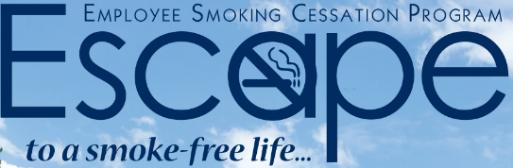 Employee Smoking Cessation Program
Escape
to a smoke-free life...